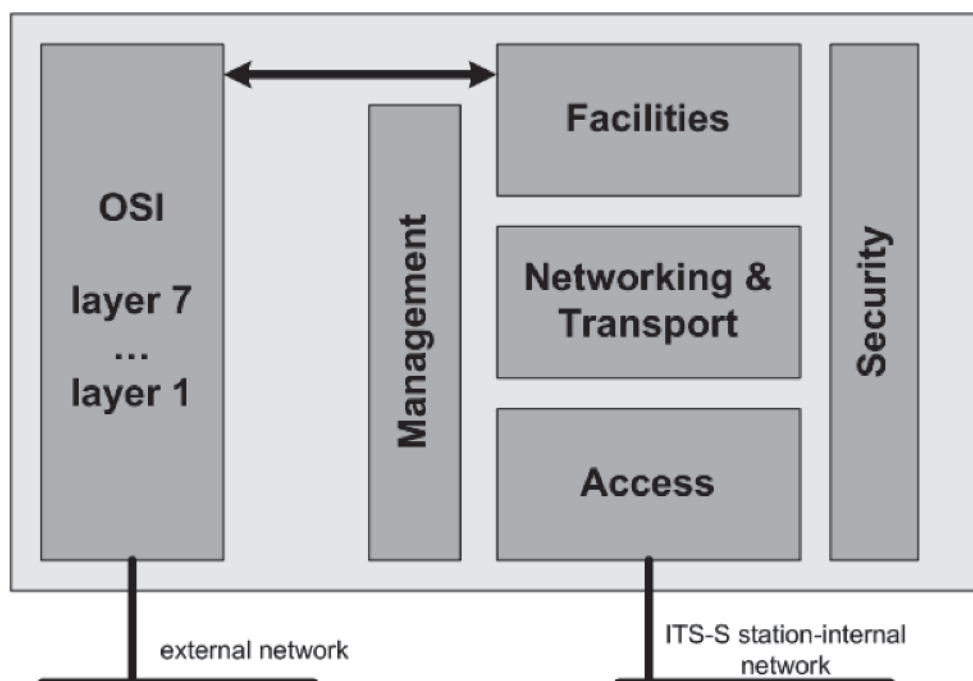 OSI
layer 7
...
layer 1
Management
Facilities
Networking &
Transport
Access
Security
external network
ITS-S station-internal
network